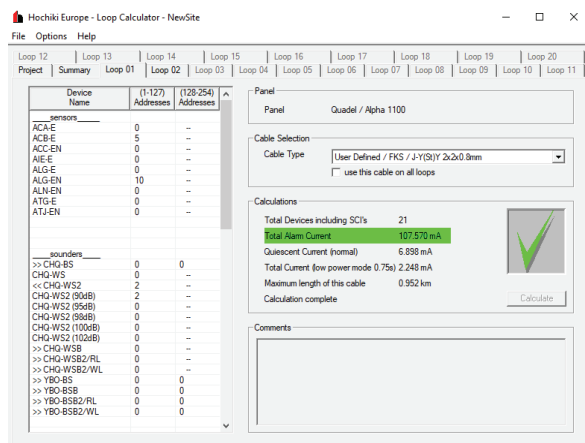 Hochiki Europe - Loop Calculator - NewSite
File Options Help
Loop 12 Loop 13 Loop 14 Loop 15 Loop 16 Loop 17 Loop 18 Loop 19 Loop 20
Project Summary Loop 01 Loop 02 Loop 03 Loop 04 Loop 05 Loop 06 Loop 07 Loop 08 Loop 09 Loop 10 Loop 11
Device Name (1-127) Addresses (128-254) Addresses
____sensors____
ACA-E 0 --
ACB-E 5 --
ACC-EN 0 --
AIE-E 0 --
ALG-E 0 --
ALG-EN 10 --
ALN-EN 0 --
ATG-E 0 --
ATJ-EN 0 --
____sounders____
>> CHQ-BS 0 0
CHQ-WS 0 --
<< CHQ-WS2 2 --
CHQ-WS2 (90dB) 2 --
CHQ-WS2 (95dB) 0 --
CHQ-WS2 (98dB) 0 --
CHQ-WS2 (100dB) 0 --
CHQ-WS2 (102dB) 0 --
>> CHQ-WSB 0 --
>> CHQ-WSB2/RL 0 --
>> CHQ-WSB2/WL 0 --
>> YBO-BS 0 0
>> YBO-BSB 0 0
>> YBO-BSB2/RL 0 0
>> YBO-BSB2/WL 0 0
Panel
Panel Quadel / Alpha 1100
Cable Selection
Cable Type User Defined / FKS / J-Y(St)Y 2x2x0.8mm
use this cable on all loops
Calculations
Total Devices including SCI's 21
Total Alarm Current 107.570 mA
Quiescent Current (normal) 6.898 mA
Total Current (low power mode 0.75s) 2.248 mA
Maximum length of this cable 0.952 km
Calculation complete
Calculate
Comments